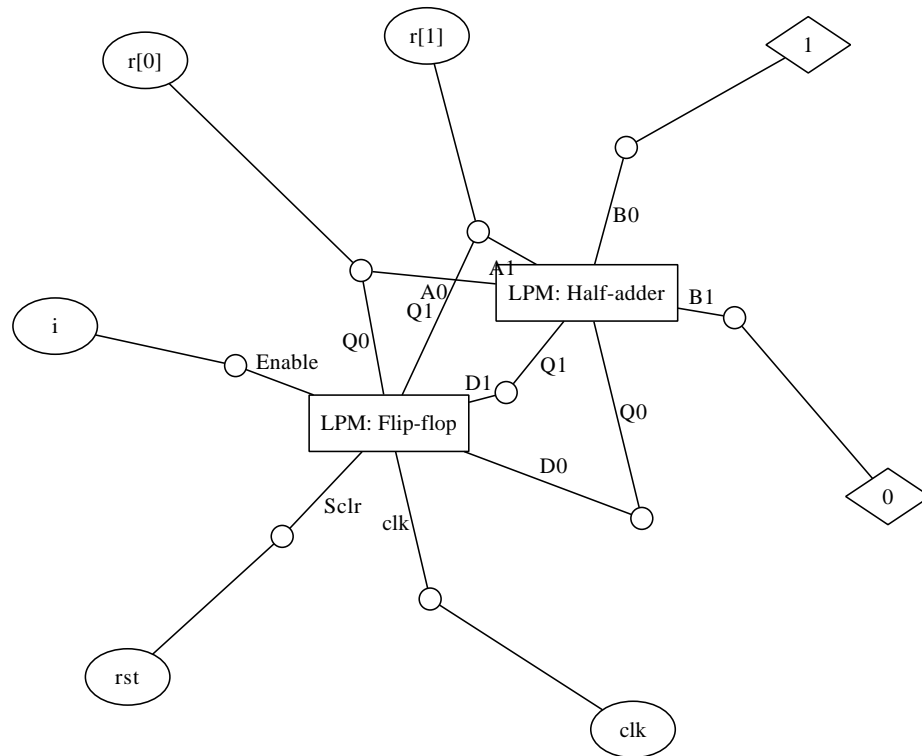 r[0]
r[1]
1
B0
A1
A0
LPM: Half-adder
B1
Q1
i
Q0
Enable
D1
Q1
LPM: Flip-flop
Q0
D0
0
Sclr
clk
rst
clk